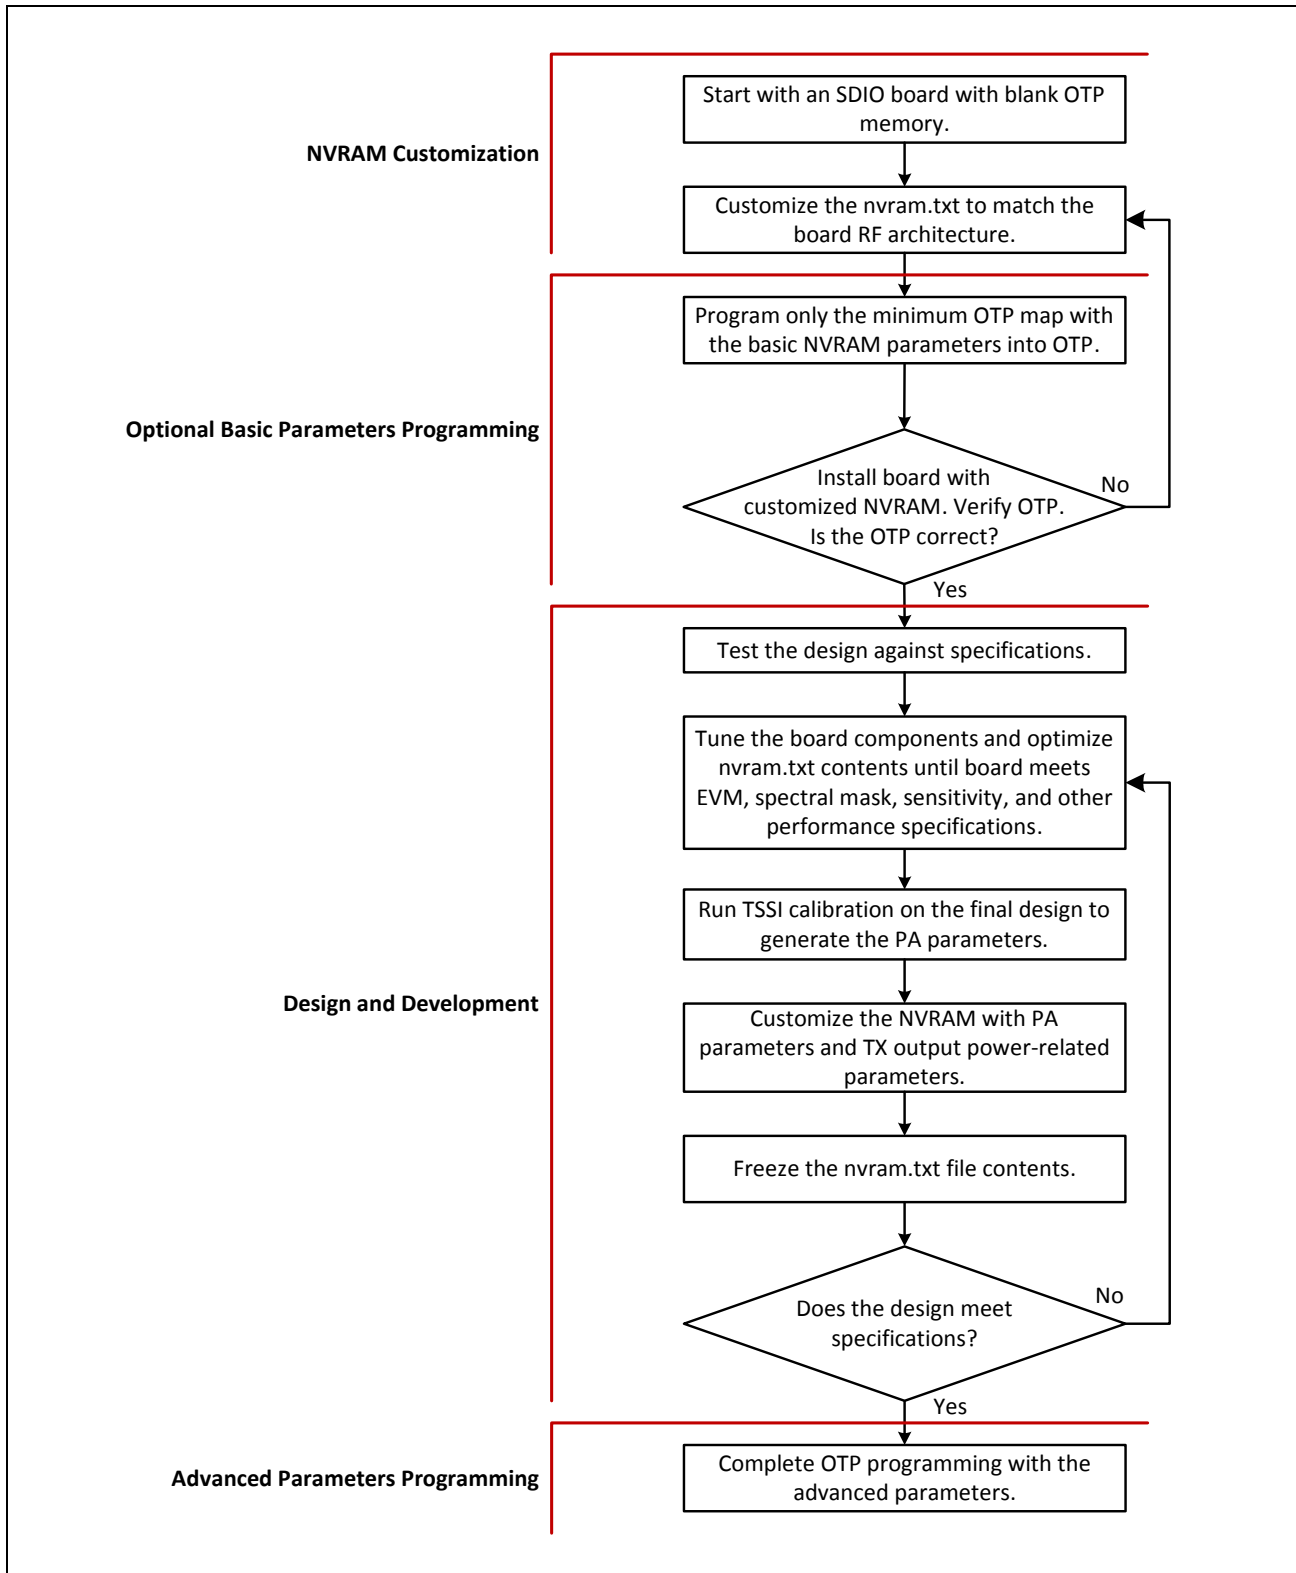 Start with an SDIO board with blank OTP
memory.
NVRAM Customization
Customize the nvram.txt to match the
board RF architecture.
Program only the minimum OTP map with
the basic NVRAM parameters into OTP.
Optional Basic Parameters Programming
Install board with
customized NVRAM. Verify OTP.
Is the OTP correct?
No
Yes
Test the design against specifications.
Tune the board components and optimize
nvram.txt contents until board meets
EVM, spectral mask, sensitivity, and other
performance specifications.
Run TSSI calibration on the final design to
generate the PA parameters.
Design and Development
Customize the NVRAM with PA
parameters and TX output power-related
parameters.
Freeze the nvram.txt file contents.
Does the design meet
specifications?
No
Yes
Advanced Parameters Programming
Complete OTP programming with the
advanced parameters.